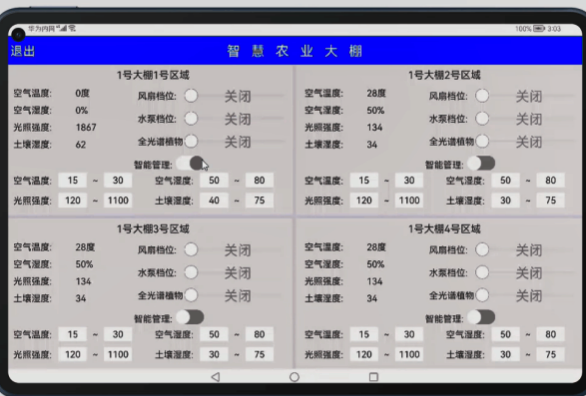 华为内网
100% 3:03
退出
智慧农业大棚
1号大棚1号区域
空气温度: 0度
风扇档位: 关闭
空气湿度: 0%
水泵档位: 关闭
光照强度: 1867
全光谱植物 关闭
土壤湿度: 62
智能管理:
空气温度: 15 ~ 30 空气湿度: 50 ~ 80
光照强度: 120 ~ 1100 土壤湿度: 40 ~ 75
1号大棚2号区域
空气温度: 28度
风扇档位: 关闭
空气湿度: 50%
水泵档位: 关闭
光照强度: 134
全光谱植物 关闭
土壤湿度: 34
智能管理:
空气温度: 15 ~ 30 空气湿度: 50 ~ 80
光照强度: 120 ~ 1100 土壤湿度: 30 ~ 75
1号大棚3号区域
空气温度: 28度
风扇档位: 关闭
空气湿度: 50%
水泵档位: 关闭
光照强度: 134
全光谱植物 关闭
土壤湿度: 34
智能管理:
空气温度: 15 ~ 30 空气湿度: 50 ~ 80
光照强度: 120 ~ 1100 土壤湿度: 30 ~ 75
1号大棚4号区域
空气温度: 28度
风扇档位: 关闭
空气湿度: 50%
水泵档位: 关闭
光照强度: 134
全光谱植物 关闭
土壤湿度: 34
智能管理:
空气温度: 15 ~ 30 空气湿度: 50 ~ 80
光照强度: 120 ~ 1100 土壤湿度: 30 ~ 75